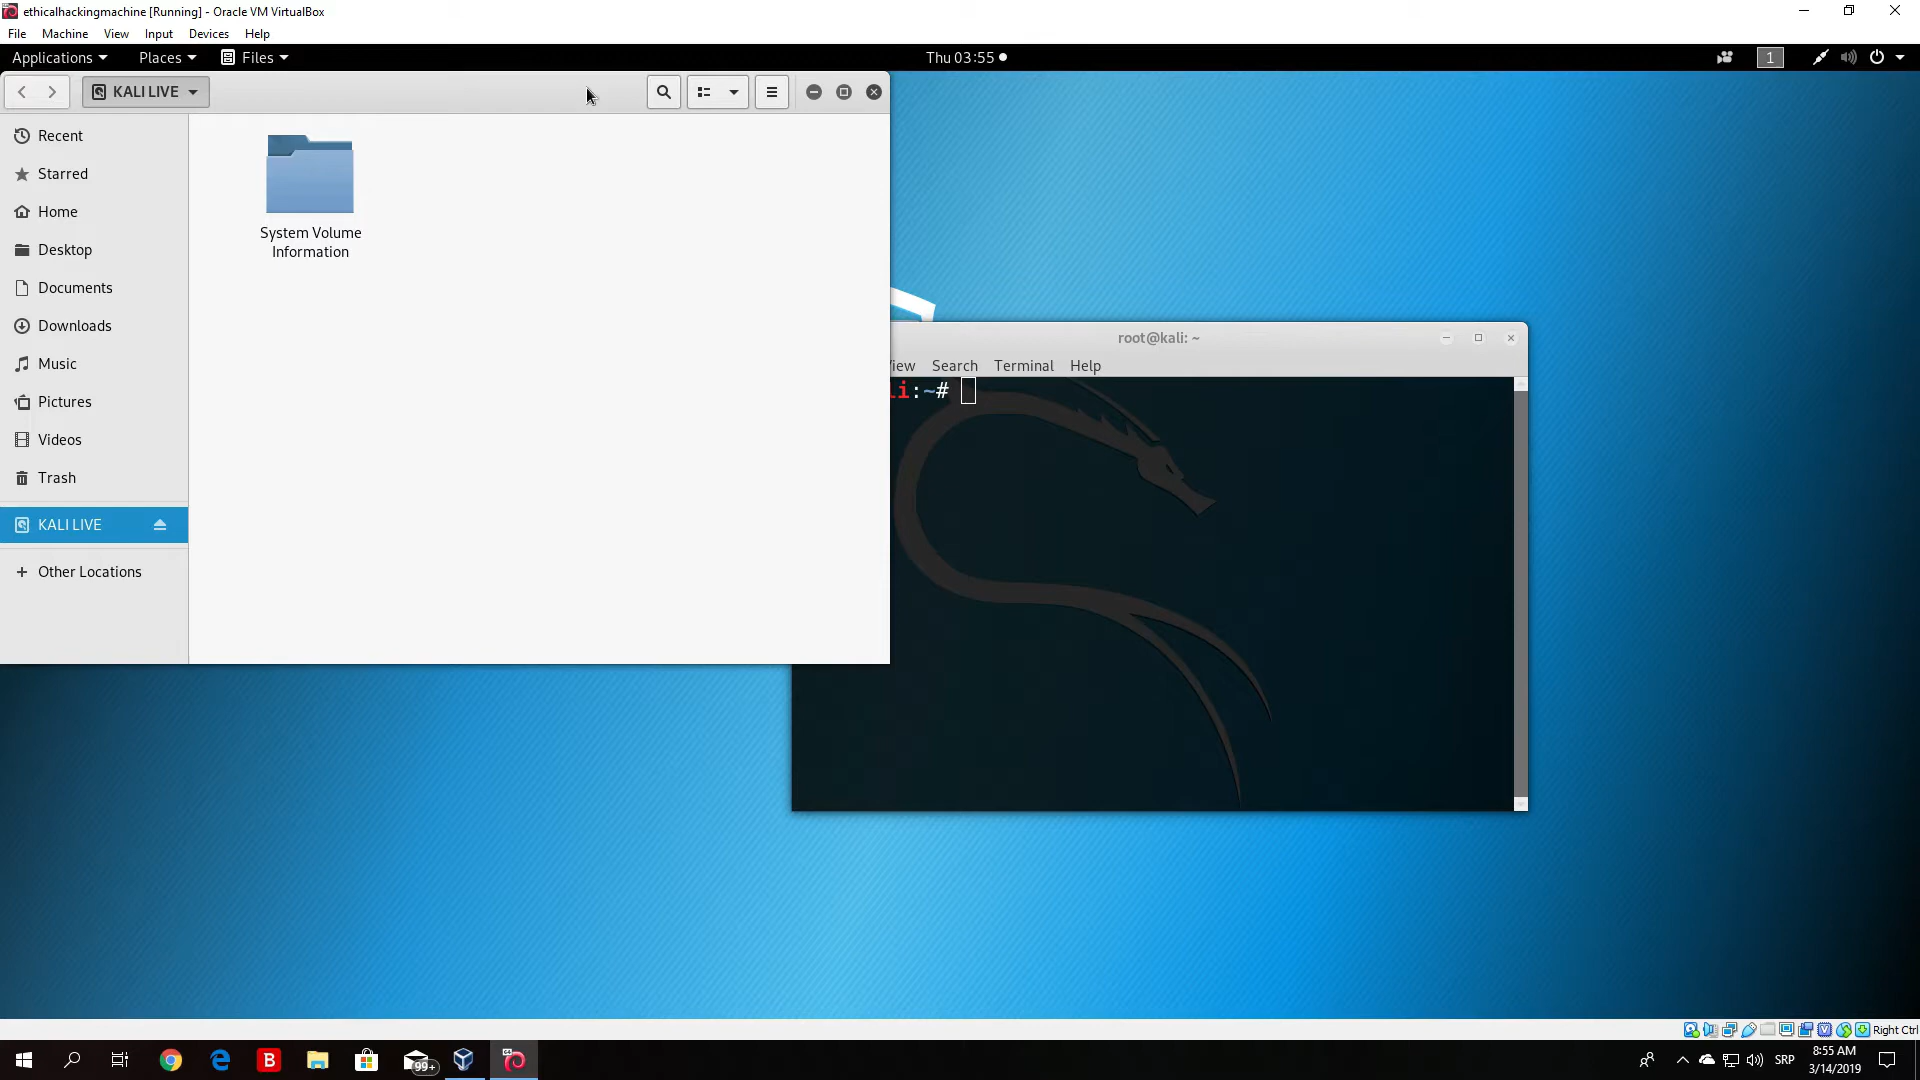 ethicalhackingmachine [Running] - Oracle VM VirtualBox
File Machine View Input Devices Help
Applications Places Files Thu 03:55 1
KALI LIVE
Recent
Starred
Home
Desktop
Documents
Downloads
Music
Pictures
Videos
Trash
KALI LIVE
Other Locations
System Volume
Information
root@kali: ~
View Search Terminal Help
li:~#
Right Ctrl
99+
SRP
8:55 AM
3/14/2019